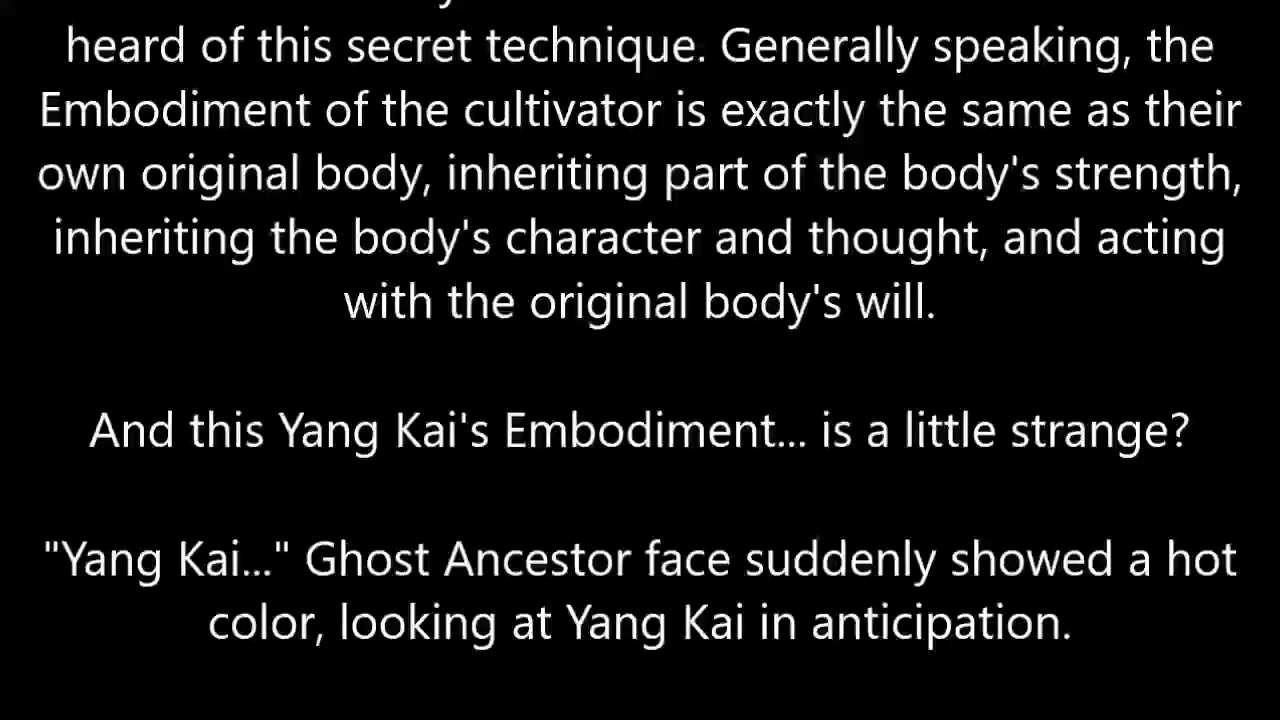 heard of this secret technique. Generally speaking, the
Embodiment of the cultivator is exactly the same as their
own original body, inheriting part of the body's strength,
inheriting the body's character and thought, and acting
with the original body's will.
And this Yang Kai's Embodiment... is a little strange?
"Yang Kai..." Ghost Ancestor face suddenly showed a hot
color, looking at Yang Kai in anticipation.